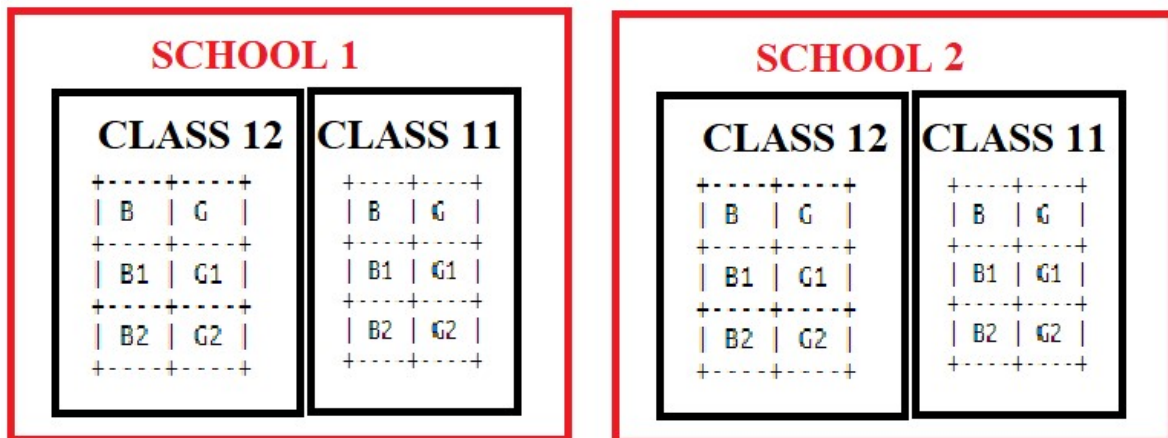 SCHOOL 1
CLASS 12
+----+----+
| B | G |
+----+----+
| B1 | G1 |
+----+----+
| B2 | G2 |
+----+----+
CLASS 11
+----+----+
| B | G |
+----+----+
| B1 | G1 |
+----+----+
| B2 | G2 |
+----+----+
SCHOOL 2
CLASS 12
+----+----+
| B | G |
+----+----+
| B1 | G1 |
+----+----+
| B2 | G2 |
+----+----+
CLASS 11
+----+----+
| B | G |
+----+----+
| B1 | G1 |
+----+----+
| B2 | G2 |
+----+----+